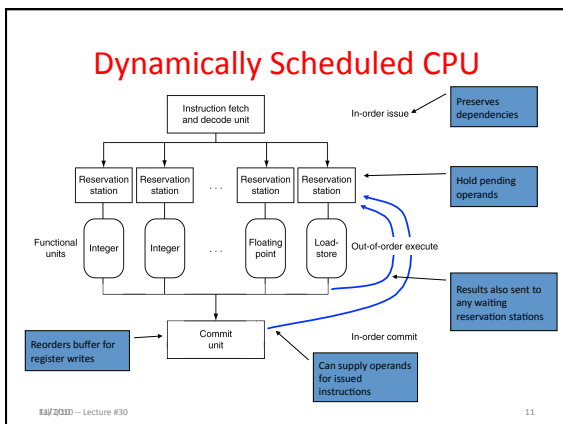 Dynamically Scheduled CPU
Instruction fetch
and decode unit
In-order issue
Preserves
dependencies
Reservation
station
Reservation
station
. . .
Reservation
station
Reservation
station
Hold pending
operands
Functional
units
Integer
Integer
. . .
Floating
point
Load-
store
Out-of-order execute
Results also sent to
any waiting
reservation stations
Reorders buffer for
register writes
Commit
unit
In-order commit
Can supply operands
for issued
instructions
-- Lecture #30
11